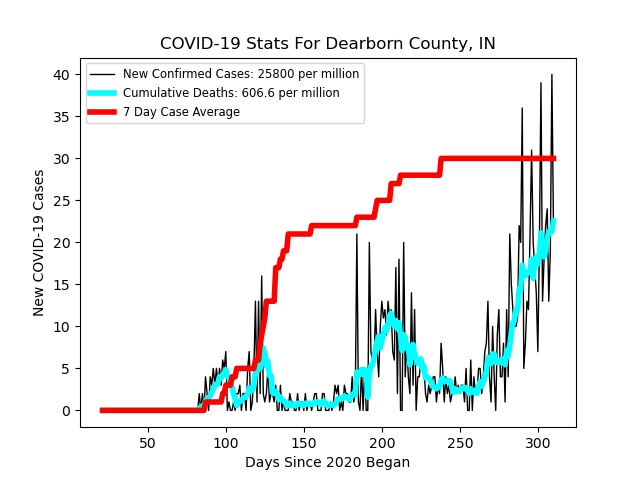 COVID-19 Stats For Dearborn County, IN
New Confirmed Cases: 25800 per million
Cumulative Deaths: 606.6 per million
7 Day Case Average
40
35
30
25
20
15
10
5
0
New COVID-19 Cases
50 100 150 200 250 300
Days Since 2020 Began